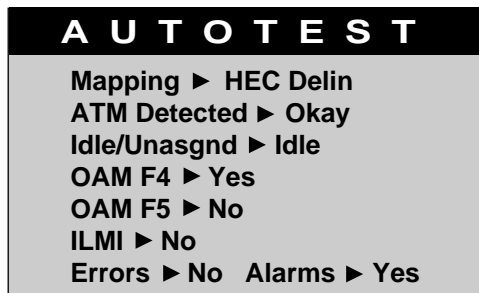 AUTOTEST
Mapping ► HEC Delin
ATM Detected ► Okay
Idle/Unasgnd ► Idle
OAM F4 ► Yes
OAM F5 ► No
ILMI ► No
Errors ► No Alarms ► Yes